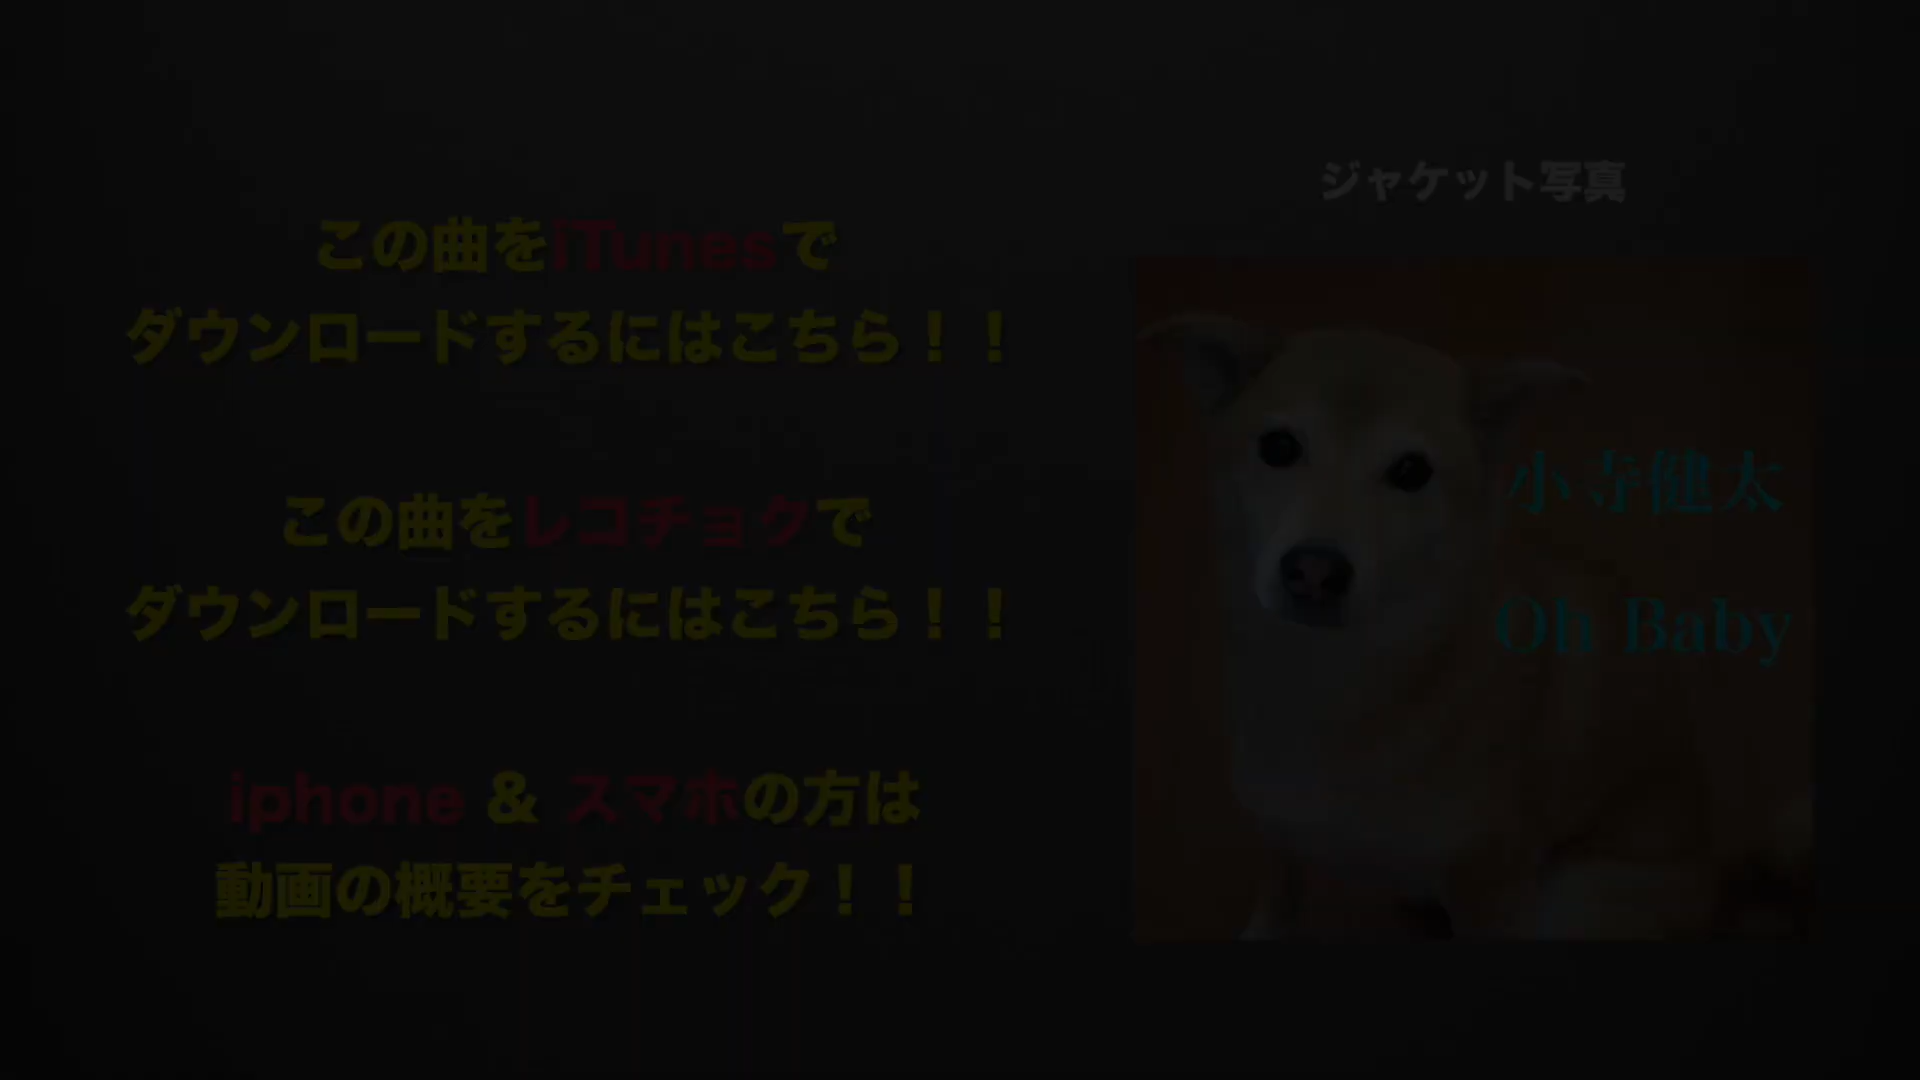 この曲をiTunesで
ダウンロードするにはこちら！！
この曲をレコチョクで
ダウンロードするにはこちら！！
iphone & スマホの方は
動画の概要をチェック！！
ジャケット写真
小寺健太
Oh Baby